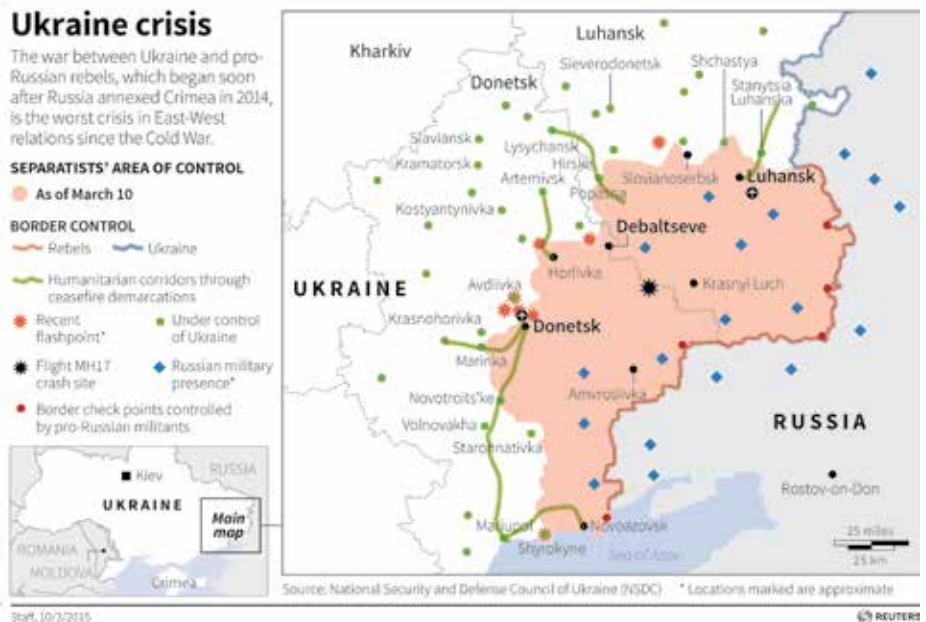 Ukraine crisis
The war between Ukraine and pro-
Russian rebels, which began soon
after Russia annexed Crimea in 2014,
is the worst crisis in East-West
relations since the Cold War.
SEPARATISTS' AREA OF CONTROL
As of March 10
BORDER CONTROL
Rebels
Ukraine
Humanitarian corridors through
ceasefire demarcations
Recent
flashpoint*
Under control
of Ukraine
Flight MH17
crash site
Russian military
presence*
Border check points controlled
by pro-Russian militants
Kiev
RUSSIA
UKRAINE
Main
map
ROMANIA
MOLDOVA
Crimea
Kharkiv
Luhansk
Sieverodonetsk
Shchastya
Donetsk
Stanytsia
Luhanska
Slaviansk
Lysychansk
Kramatorsk
Hirske
Artemivsk
Popasna
Slovianoserbsk
Luhansk
Kostyantynivka
Debaltseve
Horlivka
UKRAINE
Avdiivka
Krasnyi Luch
Krasnohorivka
Donetsk
Marinka
Amvrosiivka
Novotroits'ke
RUSSIA
Volnovakha
Starohnativka
Rostov-on-Don
Mariupol
Novoazovsk
Shyrokyne
Sea of Azov
25 miles
25 km
Source: National Security and Defense Council of Ukraine (NSDC)
* Locations marked are approximate
Staff, 10/3/2015
REUTERS